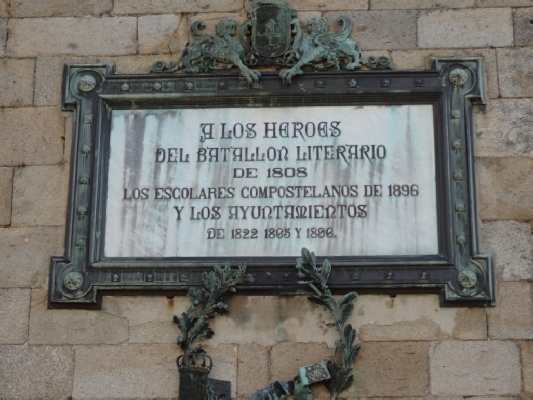 A LOS HEROES
DEL BATALLON LITERARIO
DE 1808
LOS ESCOLARES COMPOSTELANOS DE 1896
Y LOS AYUNTAMIENTOS
DE 1822 1865 Y 1896.